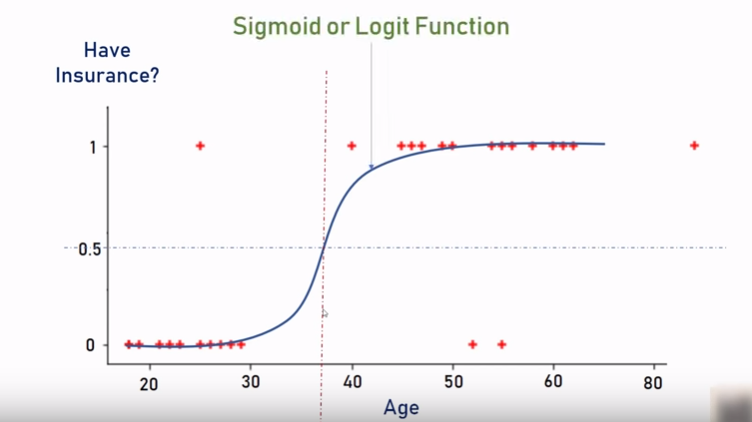 Sigmoid or Logit Function
Have
Insurance?
1
0.5
0
20 30 40 50 60 80
Age